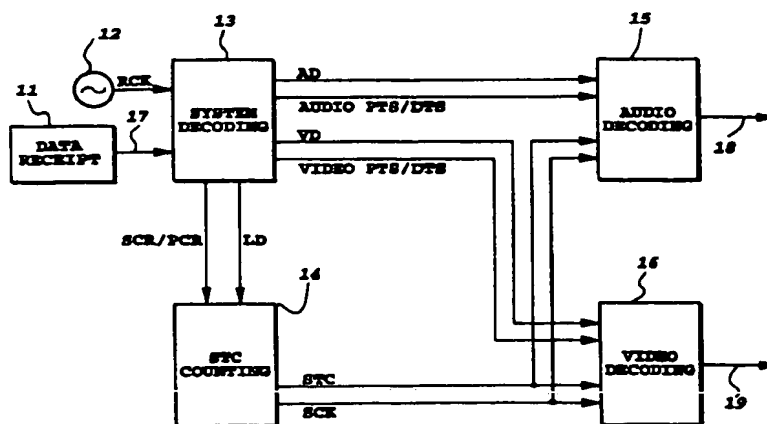 12
13
15
RCK
AD
11
17
SYSTEM
DECODING
AUDIO PTS/DTS
AUDIO
DECODING
DATA
RECEIPT
VD
VIDEO PTS/DTS
18
SCR/PCR
LD
14
16
STC
COUNTING
VIDEO
DECODING
STC
19
SCK